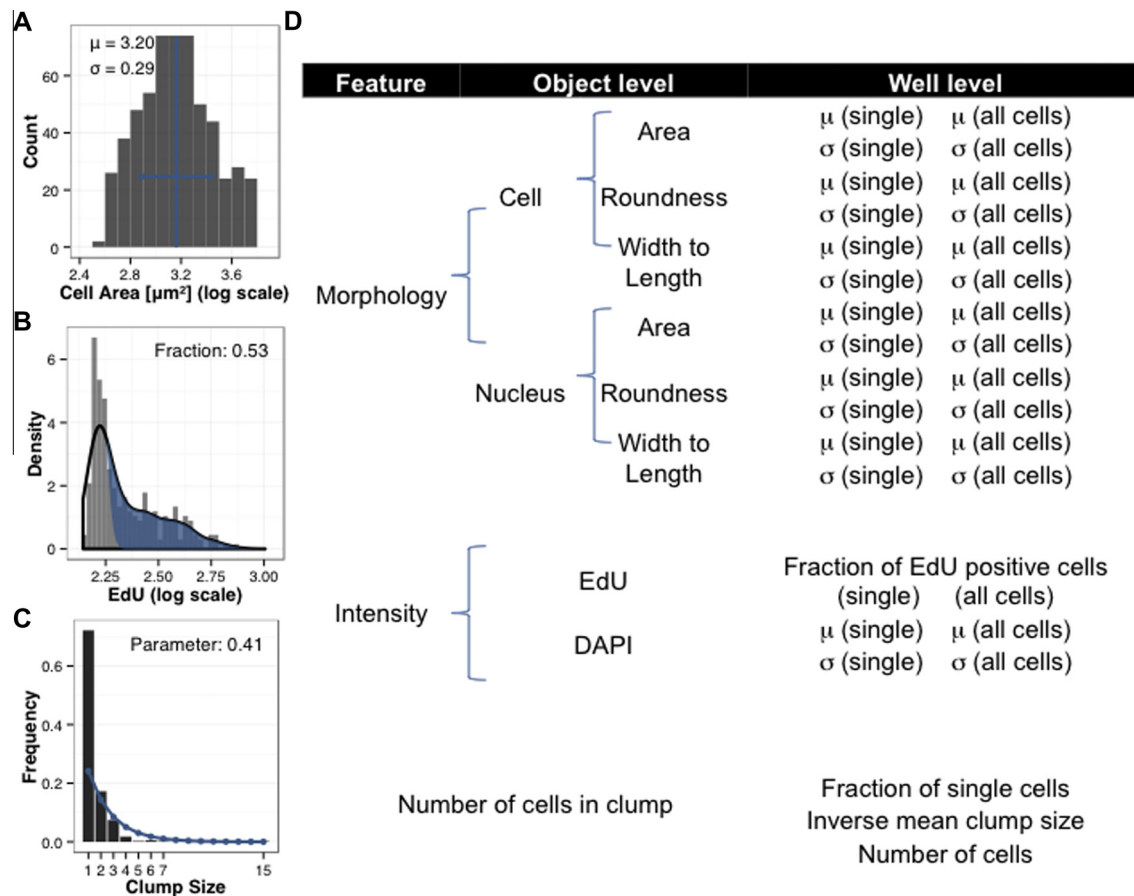 A
μ = 3.20
σ = 0.29
60
40
20
0
Count
2.4 2.8 3.2 3.6
Cell Area [μm²] (log scale)
B
Fraction: 0.53
6
4
2
0
Density
2.25 2.50 2.75 3.00
EdU (log scale)
C
Parameter: 0.41
0.6
0.4
0.2
0.0
Frequency
1 2 3 4 5 6 7 15
Clump Size
D
Feature Object level Well level
Morphology
Cell
Area
μ (single) μ (all cells)
σ (single) σ (all cells)
Roundness
μ (single) μ (all cells)
σ (single) σ (all cells)
Width to
Length
μ (single) μ (all cells)
σ (single) σ (all cells)
Nucleus
Area
μ (single) μ (all cells)
σ (single) σ (all cells)
Roundness
μ (single) μ (all cells)
σ (single) σ (all cells)
Width to
Length
μ (single) μ (all cells)
σ (single) σ (all cells)
Intensity
EdU
Fraction of EdU positive cells
(single) (all cells)
DAPI
μ (single) μ (all cells)
σ (single) σ (all cells)
Number of cells in clump
Fraction of single cells
Inverse mean clump size
Number of cells